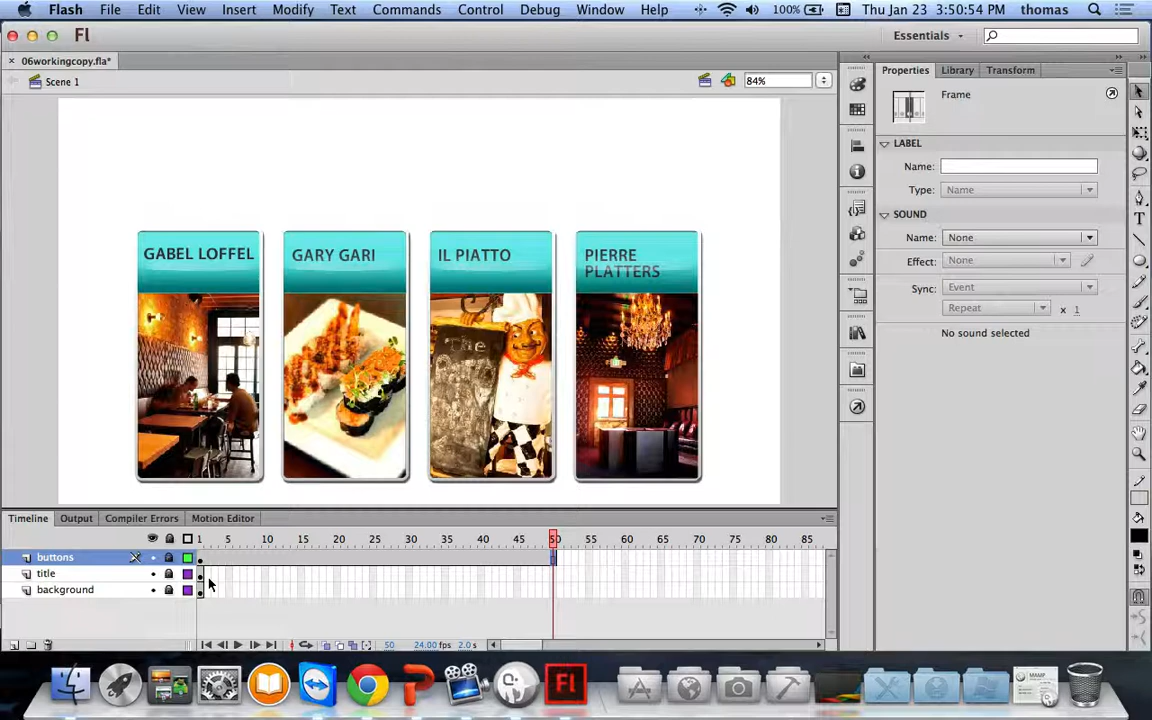 Flash File Edit View Insert Modify Text Commands Control Debug Window Help 100% Thu Jan 23 3:50:54 PM thomas
Fl Essentials
× 06workingcopy.fla*
Scene 1 84%
Properties Library Transform
Frame
LABEL
Name:
Type: Name
SOUND
Name: None
Effect: None
Sync: Event
Repeat x 1
No sound selected
GABEL LOFFEL GARY GARI IL PIATTO PIERRE PLATTERS
The
Timeline Output Compiler Errors Motion Editor
1 5 10 15 20 25 30 35 40 45 50 55 60 65 70 75 80 85
buttons
title
background
50 24.00 fps 2.0 s
Fl
MAMP